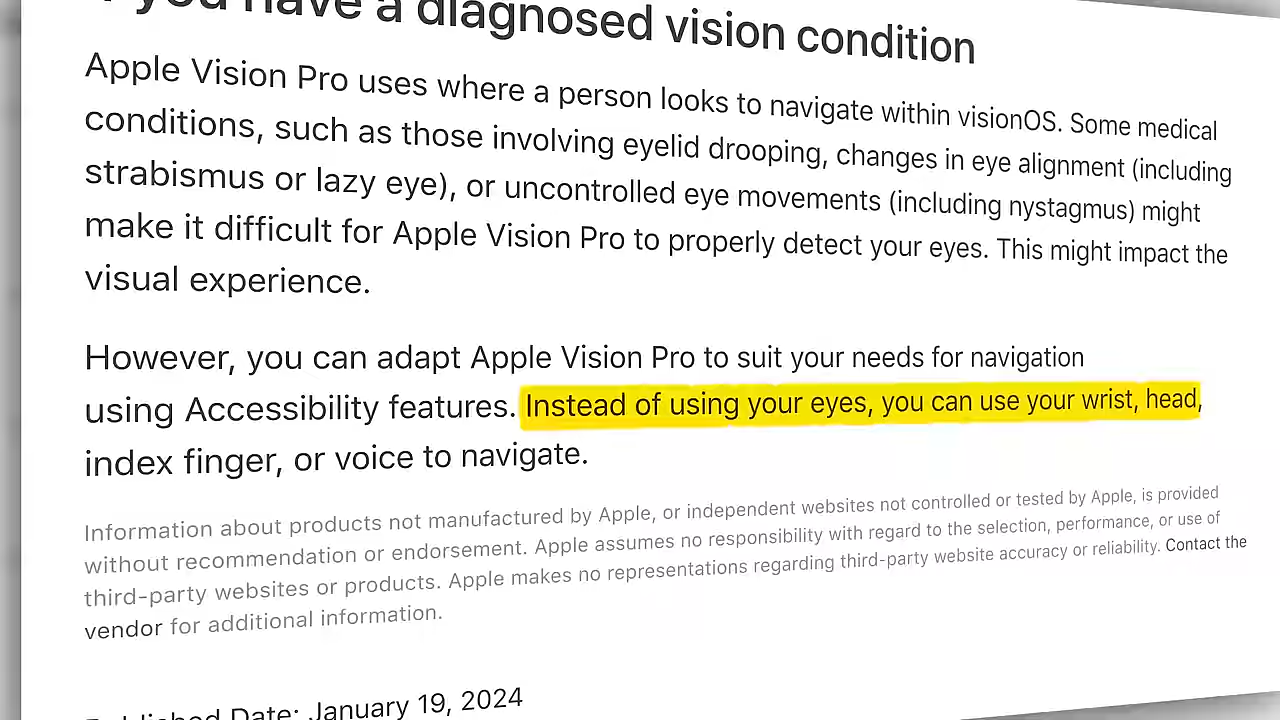 you have a diagnosed vision condition
Apple Vision Pro uses where a person looks to navigate within visionOS. Some medical
conditions, such as those involving eyelid drooping, changes in eye alignment (including
strabismus or lazy eye), or uncontrolled eye movements (including nystagmus) might
make it difficult for Apple Vision Pro to properly detect your eyes. This might impact the
visual experience.
However, you can adapt Apple Vision Pro to suit your needs for navigation
using Accessibility features. Instead of using your eyes, you can use your wrist, head,
index finger, or voice to navigate.
Information about products not manufactured by Apple, or independent websites not controlled or tested by Apple, is provided
without recommendation or endorsement. Apple assumes no responsibility with regard to the selection, performance, or use of
third-party websites or products. Apple makes no representations regarding third-party website accuracy or reliability. Contact the
vendor for additional information.
Published Date: January 19, 2024